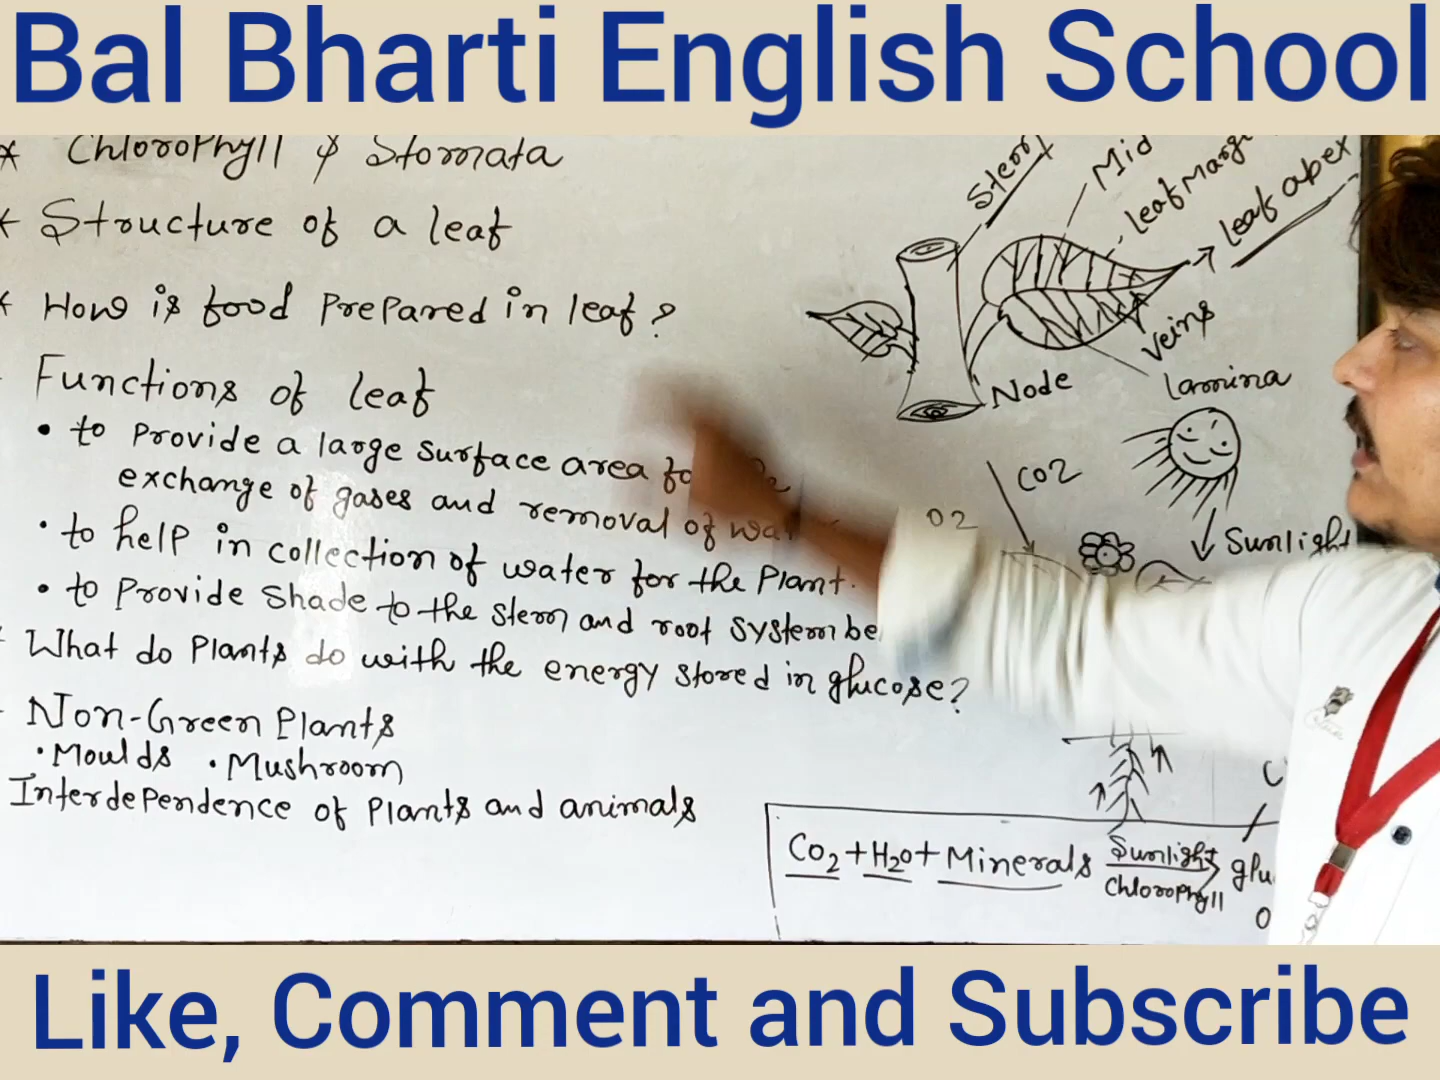 Bal Bharti English School
* Chlorophyll & Stomata
* Structure of a leaf
* How is food Prepared in leaf?
Functions of leaf
• to Provide a large surface area
exchange of gases and removal of
• to help in collection of water for the Plant.
• to Provide Shade to the stem and root system
What do Plants do with the energy stored in glucose?
Non-Green Plants
• Moulds • Mushroom
Interdependence of Plants and animals
Stem
Mid
leaf
leaf apex
Veins
lamina
Node
CO2
O2
Sunlight
CO2 + H2O + Minerals
Sunlight
Chlorophyll
Like, Comment and Subscribe